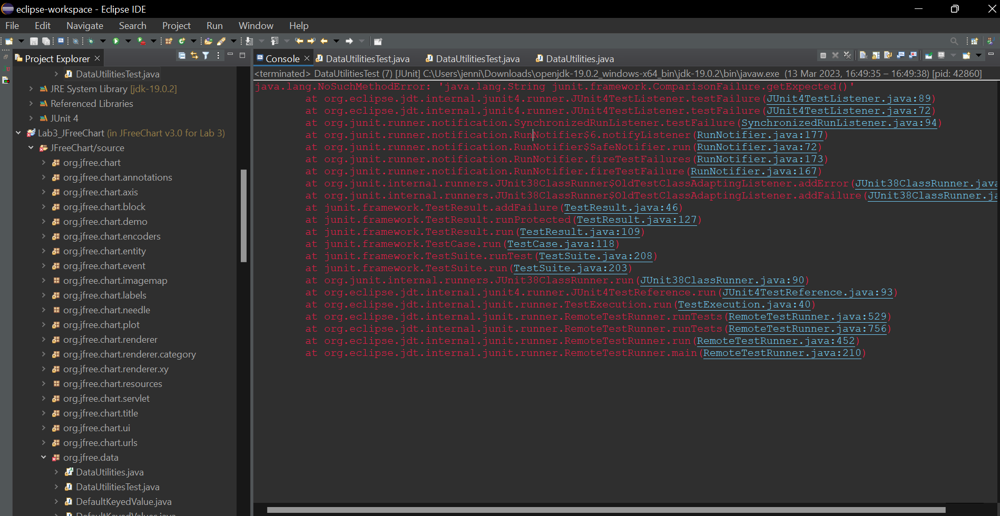 eclipse-workspace - Eclipse IDE
File Edit Navigate Search Project Run Window Help
Project Explorer
Console DataUtilitiesTest.java DataUtilitiesTest.java DataUtilities.java
DataUtilitiesTest.java
JRE System Library [jdk-19.0.2]
Referenced Libraries
JUnit 4
Lab3_JFreeChart (in JFreeChart v3.0 for Lab 3)
JFreeChart/source
org.jfree.chart
org.jfree.chart.annotations
org.jfree.chart.axis
org.jfree.chart.block
org.jfree.chart.demo
org.jfree.chart.encoders
org.jfree.chart.entity
org.jfree.chart.event
org.jfree.chart.imagemap
org.jfree.chart.labels
org.jfree.chart.needle
org.jfree.chart.plot
org.jfree.chart.renderer
org.jfree.chart.renderer.category
org.jfree.chart.renderer.xy
org.jfree.chart.resources
org.jfree.chart.servlet
org.jfree.chart.title
org.jfree.chart.ui
org.jfree.chart.urls
org.jfree.data
DataUtilities.java
DataUtilitiesTest.java
DefaultKeyedValue.java
<terminated> DataUtilitiesTest (7) [JUnit] C:\Users\jenni\Downloads\openjdk-19.0.2_windows-x64_bin\jdk-19.0.2\bin\javaw.exe (13 Mar 2023, 16:49:35 – 16:49:38) [pid: 42860]
java.lang.NoSuchMethodError: 'java.lang.String junit.framework.ComparisonFailure.getExpected()'
at org.eclipse.jdt.internal.junit4.runner.JUnit4TestListener.testFailure(JUnit4TestListener.java:89)
at org.eclipse.jdt.internal.junit4.runner.JUnit4TestListener.testFailure(JUnit4TestListener.java:72)
at org.junit.runner.notification.SynchronizedRunListener.testFailure(SynchronizedRunListener.java:94)
at org.junit.runner.notification.RunNotifier$6.notifyListener(RunNotifier.java:177)
at org.junit.runner.notification.RunNotifier$SafeNotifier.run(RunNotifier.java:72)
at org.junit.runner.notification.RunNotifier.fireTestFailures(RunNotifier.java:173)
at org.junit.runner.notification.RunNotifier.fireTestFailure(RunNotifier.java:167)
at org.junit.internal.runners.JUnit38ClassRunner$OldTestClassAdaptingListener.addError(JUnit38ClassRunner.java
at org.junit.internal.runners.JUnit38ClassRunner$OldTestClassAdaptingListener.addFailure(JUnit38ClassRunner.ja
at junit.framework.TestResult.addFailure(TestResult.java:46)
at junit.framework.TestResult.runProtected(TestResult.java:127)
at junit.framework.TestResult.run(TestResult.java:109)
at junit.framework.TestCase.run(TestCase.java:118)
at junit.framework.TestSuite.runTest(TestSuite.java:208)
at junit.framework.TestSuite.run(TestSuite.java:203)
at org.junit.internal.runners.JUnit38ClassRunner.run(JUnit38ClassRunner.java:90)
at org.eclipse.jdt.internal.junit4.runner.JUnit4TestReference.run(JUnit4TestReference.java:93)
at org.eclipse.jdt.internal.junit.runner.TestExecution.run(TestExecution.java:40)
at org.eclipse.jdt.internal.junit.runner.RemoteTestRunner.runTests(RemoteTestRunner.java:529)
at org.eclipse.jdt.internal.junit.runner.RemoteTestRunner.runTests(RemoteTestRunner.java:756)
at org.eclipse.jdt.internal.junit.runner.RemoteTestRunner.run(RemoteTestRunner.java:452)
at org.eclipse.jdt.internal.junit.runner.RemoteTestRunner.main(RemoteTestRunner.java:210)